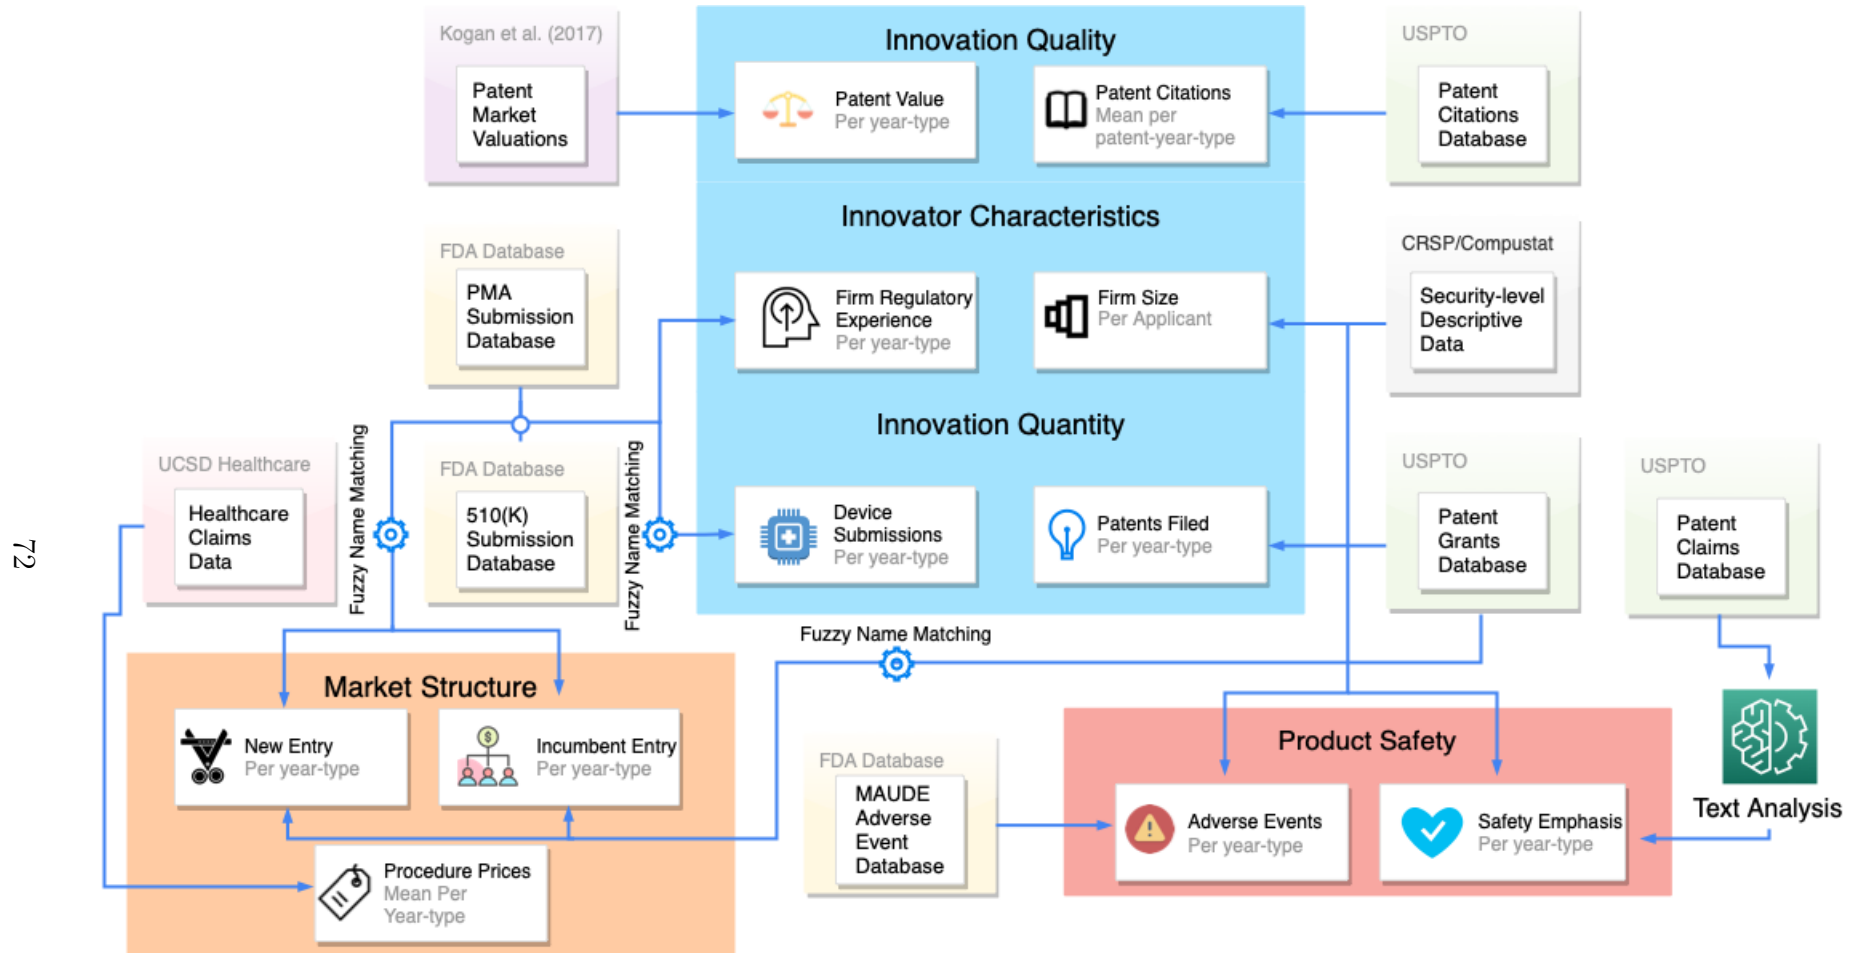 Kogan et al. (2017)
Patent
Market
Valuations
Innovation Quality
Patent Value
Per year-type
Patent Citations
Mean per
patent-year-type
USPTO
Patent
Citations
Database
FDA Database
PMA
Submission
Database
Innovator Characteristics
Firm Regulatory
Experience
Per year-type
Firm Size
Per Applicant
CRSP/Compustat
Security-level
Descriptive
Data
UCSD Healthcare
Healthcare
Claims
Data
Fuzzy Name Matching
FDA Database
510(K)
Submission
Database
Fuzzy Name Matching
Innovation Quantity
Device
Submissions
Per year-type
Patents Filed
Per year-type
USPTO
Patent
Grants
Database
USPTO
Patent
Claims
Database
72
Fuzzy Name Matching
Market Structure
New Entry
Per year-type
Incumbent Entry
$
Per year-type
Procedure Prices
Mean Per
Year-type
FDA Database
MAUDE
Adverse
Event
Database
Product Safety
Adverse Events
Per year-type
Safety Emphasis
Per year-type
Text Analysis